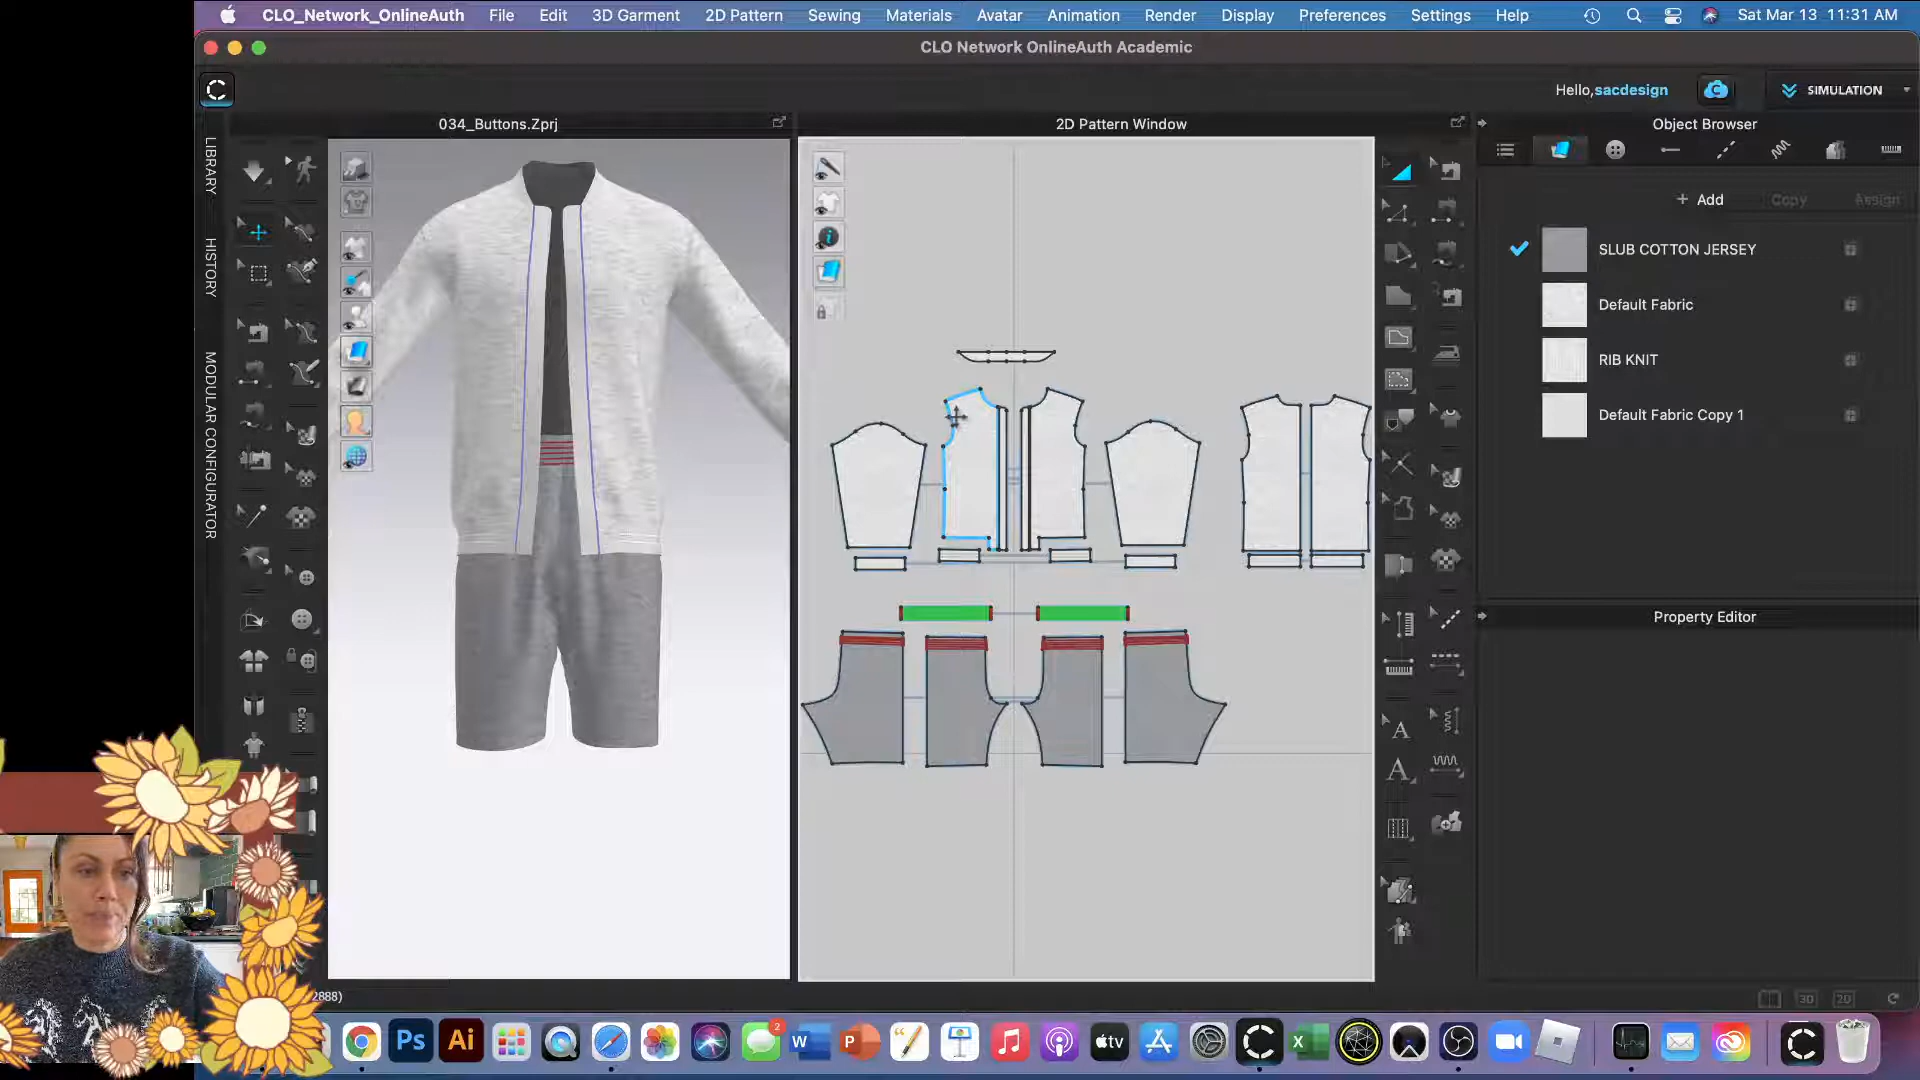 CLO_Network_OnlineAuth File Edit 3D Garment 2D Pattern Sewing Materials Avatar Animation Render Display Preferences Settings Help Sat Mar 13 11:31 AM
CLO Network OnlineAuth Academic
Hello,sacdesign
SIMULATION
034_Buttons.Zprj
2D Pattern Window
Object Browser
LIBRARY
HISTORY
MODULAR CONFIGURATOR
+ Add Copy Assign
SLUB COTTON JERSEY
Default Fabric
RIB KNIT
Default Fabric Copy 1
Property Editor
A
A
2888)
3D 2D
Ps
Ai
2
W
P
tv
X